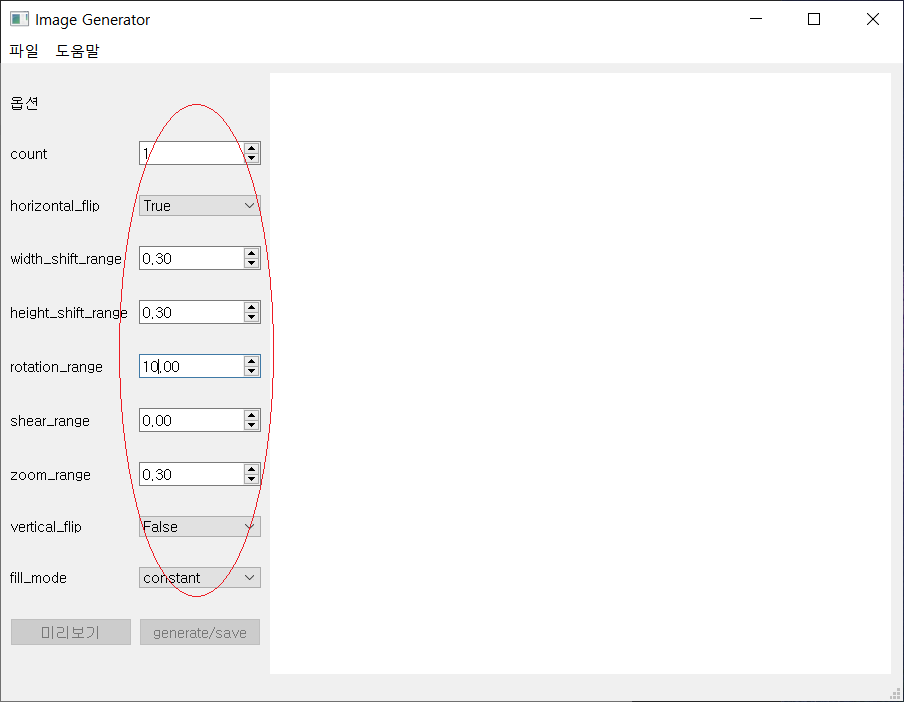 Image Generator
파일 도움말
옵션
count 1
horizontal_flip True
width_shift_range 0.30
height_shift_range 0.30
rotation_range 10.00
shear_range 0.00
zoom_range 0.30
vertical_flip False
fill_mode constant
미리보기 generate/save